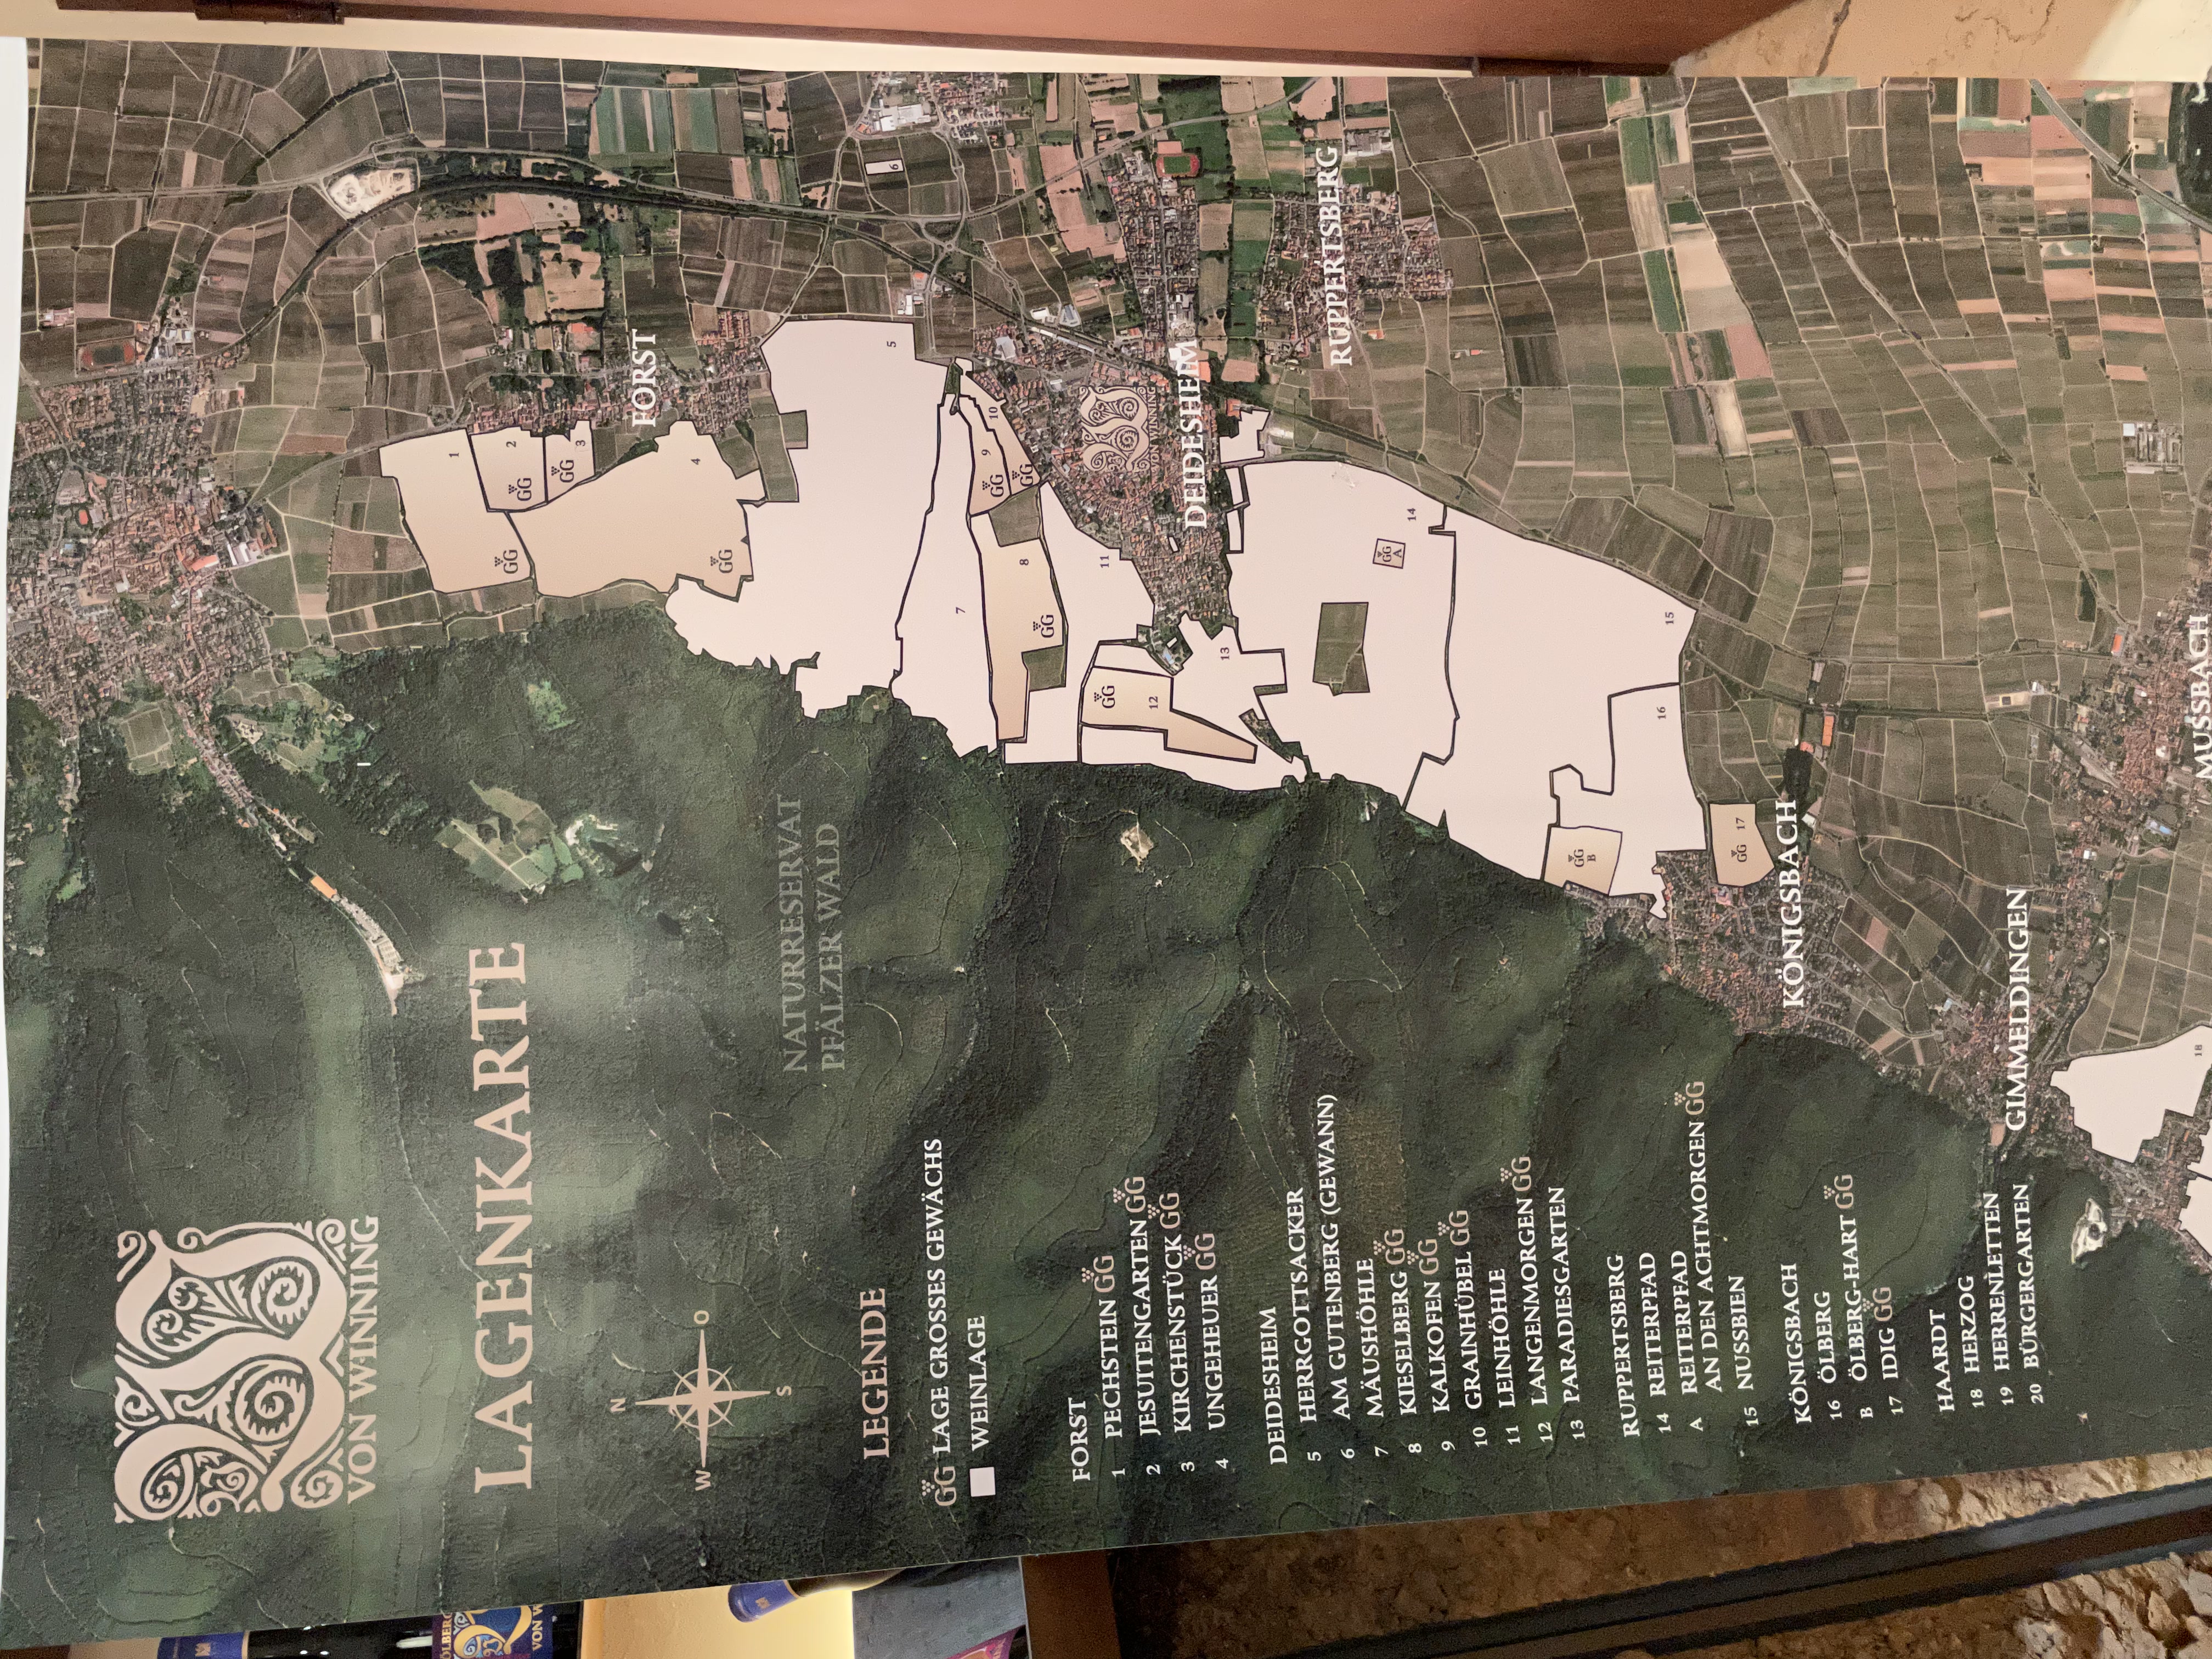 VON WINNING
LAGENKARTE
N
W O
S
NATURRESERVAT
PFÄLZER WALD
LEGENDE
GG LAGE GROSSES GEWÄCHS
WEINLAGE
FORST
1 PECHSTEIN GG
2 JESUITENGARTEN GG
3 KIRCHENSTÜCK GG
4 UNGEHEUER GG
DEIDESHEIM
5 HERRGOTTSACKER
6 AM GUTENBERG (GEWANN)
7 MÄUSHÖHLE
8 KIESELBERG GG
9 KALKOFEN GG
10 GRAINHÜBEL GG
11 LEINHÖHLE
12 LANGENMORGEN GG
13 PARADIESGARTEN
RUPPERTSBERG
14 REITERPFAD
A REITERPFAD
AN DEN ACHTMORGEN GG
15 NUSSBIEN
KÖNIGSBACH
16 ÖLBERG
B ÖLBERG-HART GG
17 IDIG GG
HAARDT
18 HERZOG
19 HERRENLETTEN
20 BÜRGERGARTEN
1
GG
GG 2
GG
3
FORST
4
GG
5
6
7
GG 9
10
8
GG
GG
11
GG
12
VON WINNING
DEIDESHEIM
13
RUPPERTSBERG
GG
A
14
GG
B
16
15
GG 17
KÖNIGSBACH
GIMMELDINGEN
18
MUSSBACH
ÖLBERG
VON W